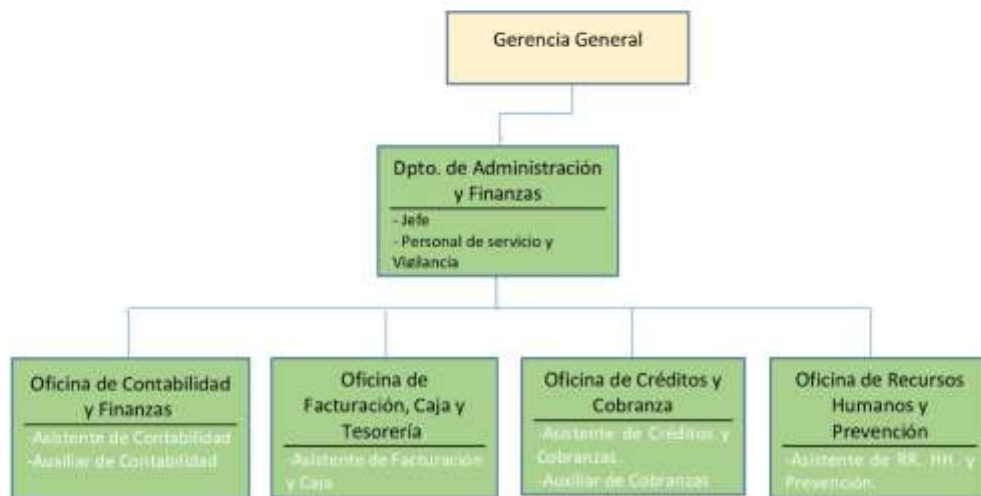 Gerencia General
Dpto. de Administración
y Finanzas
- Jefe
- Personal de servicio y
Vigilancia
Oficina de Contabilidad
y Finanzas
-Asistente de Contabilidad
-Auxiliar de Contabilidad
Oficina de
Facturación, Caja y
Tesorería
-Asistente de Facturación
y Caja
Oficina de Créditos y
Cobranza
-Asistente de Créditos y
Cobranzas.
-Auxiliar de Cobranzas
Oficina de Recursos
Humanos y
Prevención
-Asistente de RR. HH. y
Prevención.